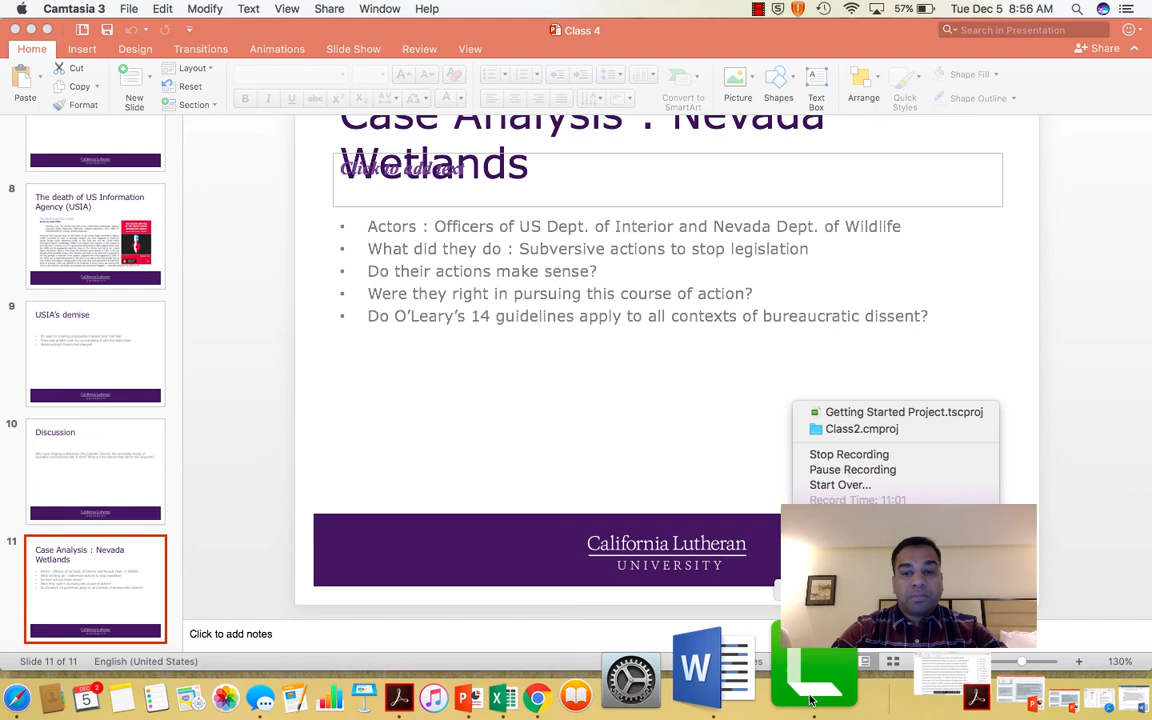 Camtasia 3 File Edit Modify Text View Share Window Help 57% Tue Dec 5 8:56 AM
Class 4
Search in Presentation
Home Insert Design Transitions Animations Slide Show Review View Share
Paste Cut Copy Format New Slide Layout Reset Section Convert to SmartArt Picture Shapes Text Box Arrange Quick Styles Shape Fill Shape Outline
California Lutheran
8
The death of US Information
Agency (USIA)
9
USIA's demise
10
Discussion
11
Case Analysis : Nevada
Wetlands
Case Analysis : Nevada
Wetlands
Click to add text
• Actors : Officers of US Dept. of Interior and Nevada Dept. of Wildlife
• What did they do : Subversive actions to stop legislation
• Do their actions make sense?
• Were they right in pursuing this course of action?
• Do O'Leary's 14 guidelines apply to all contexts of bureaucratic dissent?
Getting Started Project.tscproj
Class2.cmproj
Stop Recording
Pause Recording
Start Over...
Record Time: 11:01
California Lutheran
UNIVERSITY
Click to add notes
Slide 11 of 11 English (United States) 130%